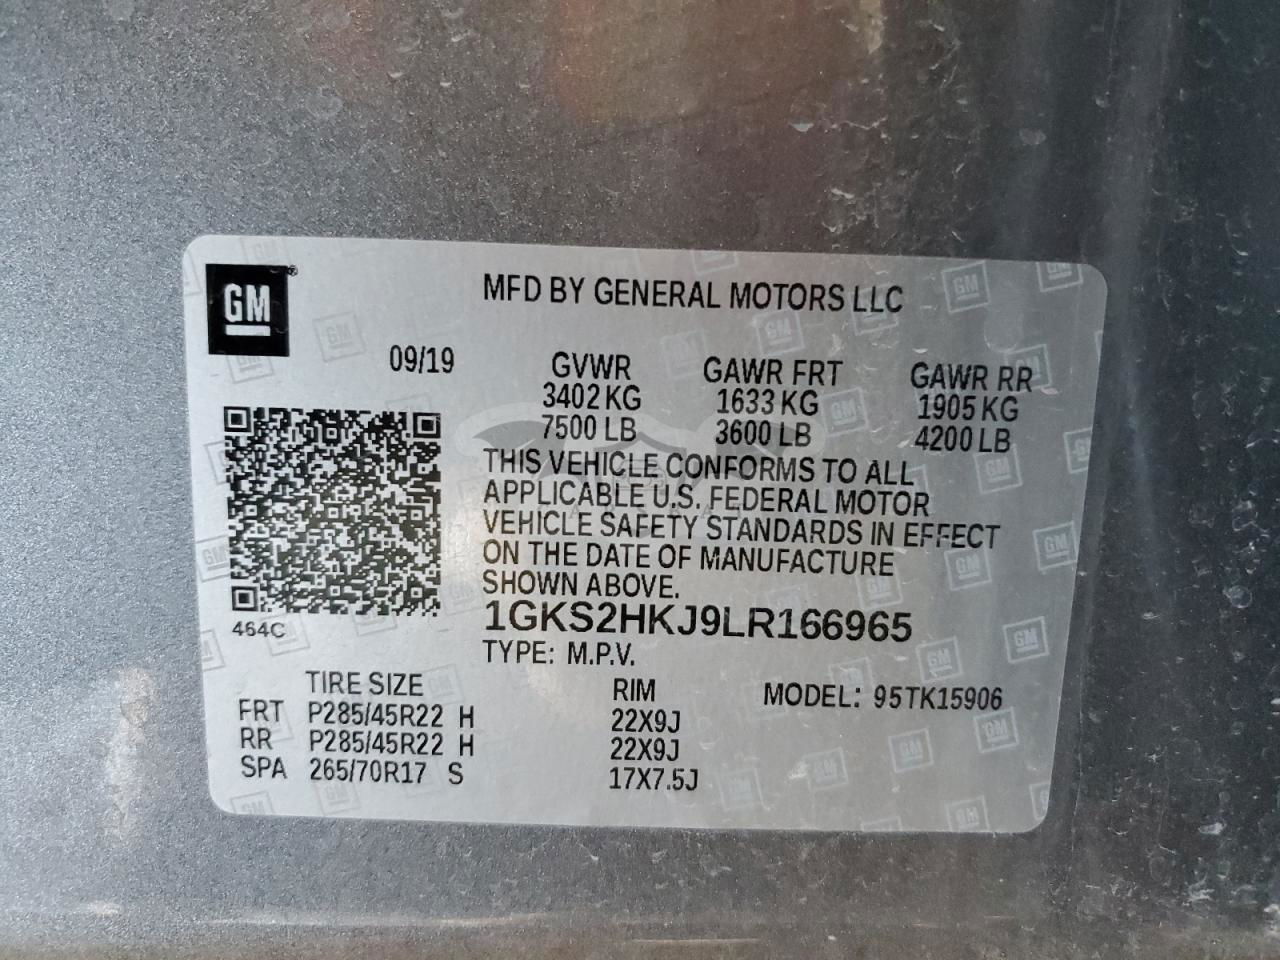 GM
MFD BY GENERAL MOTORS LLC
09/19
GVWR GAWR FRT GAWR RR
3402 KG 1633 KG 1905 KG
7500 LB 3600 LB 4200 LB
THIS VEHICLE CONFORMS TO ALL
APPLICABLE U.S. FEDERAL MOTOR
VEHICLE SAFETY STANDARDS IN EFFECT
ON THE DATE OF MANUFACTURE
SHOWN ABOVE.
464C
1GKS2HKJ9LR166965
TYPE: M.P.V.
TIRE SIZE RIM MODEL: 95TK15906
FRT P285/45R22 H 22X9J
RR P285/45R22 H 22X9J
SPA 265/70R17 S 17X7.5J